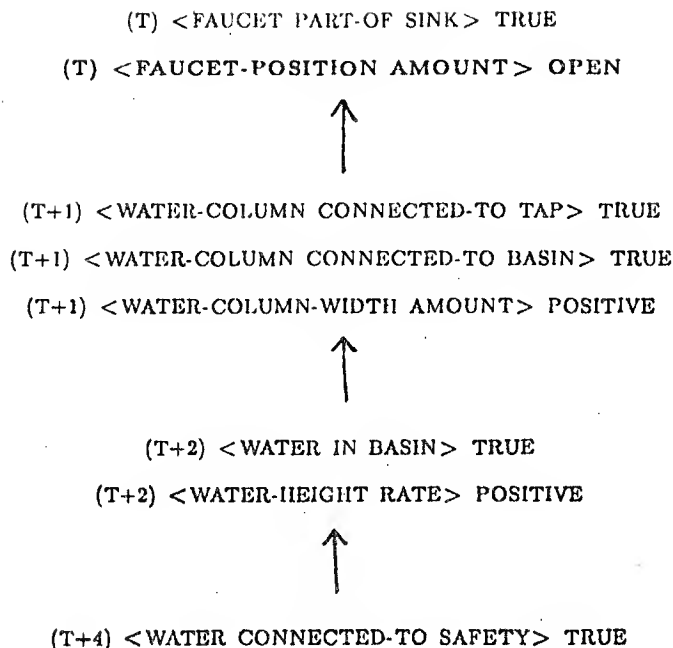 (T) <FAUCET PART-OF SINK> TRUE
(T) <FAUCET-POSITION AMOUNT> OPEN
(T+1) <WATER-COLUMN CONNECTED-TO TAP> TRUE
(T+1) <WATER-COLUMN CONNECTED-TO BASIN> TRUE
(T+1) <WATER-COLUMN-WIDTH AMOUNT> POSITIVE
(T+2) <WATER IN BASIN> TRUE
(T+2) <WATER-HEIGHT RATE> POSITIVE
(T+4) <WATER CONNECTED-TO SAFETY> TRUE